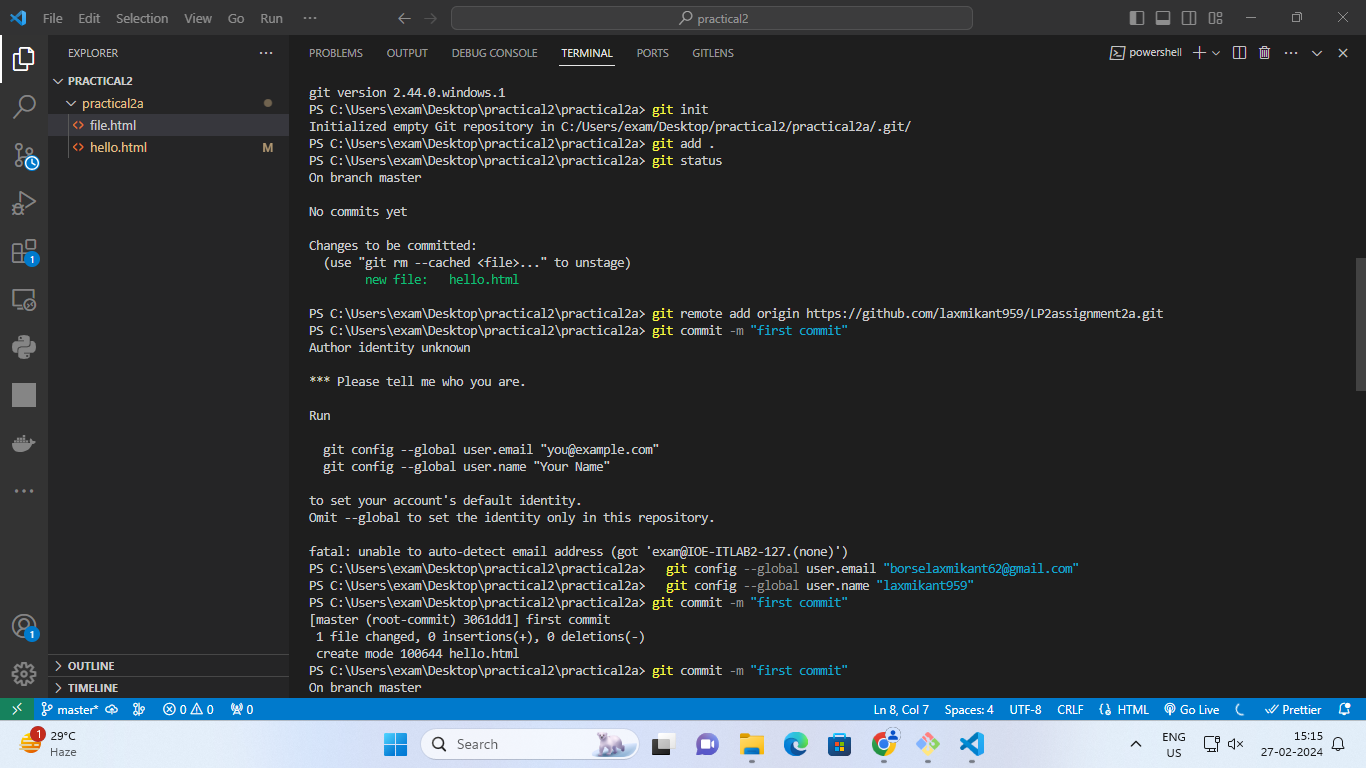 File Edit Selection View Go Run ··· practical2
EXPLORER ···
PRACTICAL2
practical2a
<> file.html
<> hello.html M
OUTLINE
TIMELINE
PROBLEMS OUTPUT DEBUG CONSOLE TERMINAL PORTS GITLENS powershell
git version 2.44.0.windows.1
PS C:\Users\exam\Desktop\practical2\practical2a> git init
Initialized empty Git repository in C:/Users/exam/Desktop/practical2/practical2a/.git/
PS C:\Users\exam\Desktop\practical2\practical2a> git add .
PS C:\Users\exam\Desktop\practical2\practical2a> git status
On branch master
No commits yet
Changes to be committed:
(use "git rm --cached <file>..." to unstage)
new file: hello.html
PS C:\Users\exam\Desktop\practical2\practical2a> git remote add origin https://github.com/laxmikant959/LP2assignment2a.git
PS C:\Users\exam\Desktop\practical2\practical2a> git commit -m "first commit"
Author identity unknown
*** Please tell me who you are.
Run
git config --global user.email "you@example.com"
git config --global user.name "Your Name"
to set your account's default identity.
Omit --global to set the identity only in this repository.
fatal: unable to auto-detect email address (got 'exam@IOE-ITLAB2-127.(none)')
PS C:\Users\exam\Desktop\practical2\practical2a> git config --global user.email "borselaxmikant62@gmail.com"
PS C:\Users\exam\Desktop\practical2\practical2a> git config --global user.name "laxmikant959"
PS C:\Users\exam\Desktop\practical2\practical2a> git commit -m "first commit"
[master (root-commit) 3061dd1] first commit
1 file changed, 0 insertions(+), 0 deletions(-)
create mode 100644 hello.html
PS C:\Users\exam\Desktop\practical2\practical2a> git commit -m "first commit"
On branch master
1
1
master* 0 0 0 Ln 8, Col 7 Spaces: 4 UTF-8 CRLF HTML Go Live Prettier
1 29°C
Haze
Search
ENG
US
15:15
27-02-2024